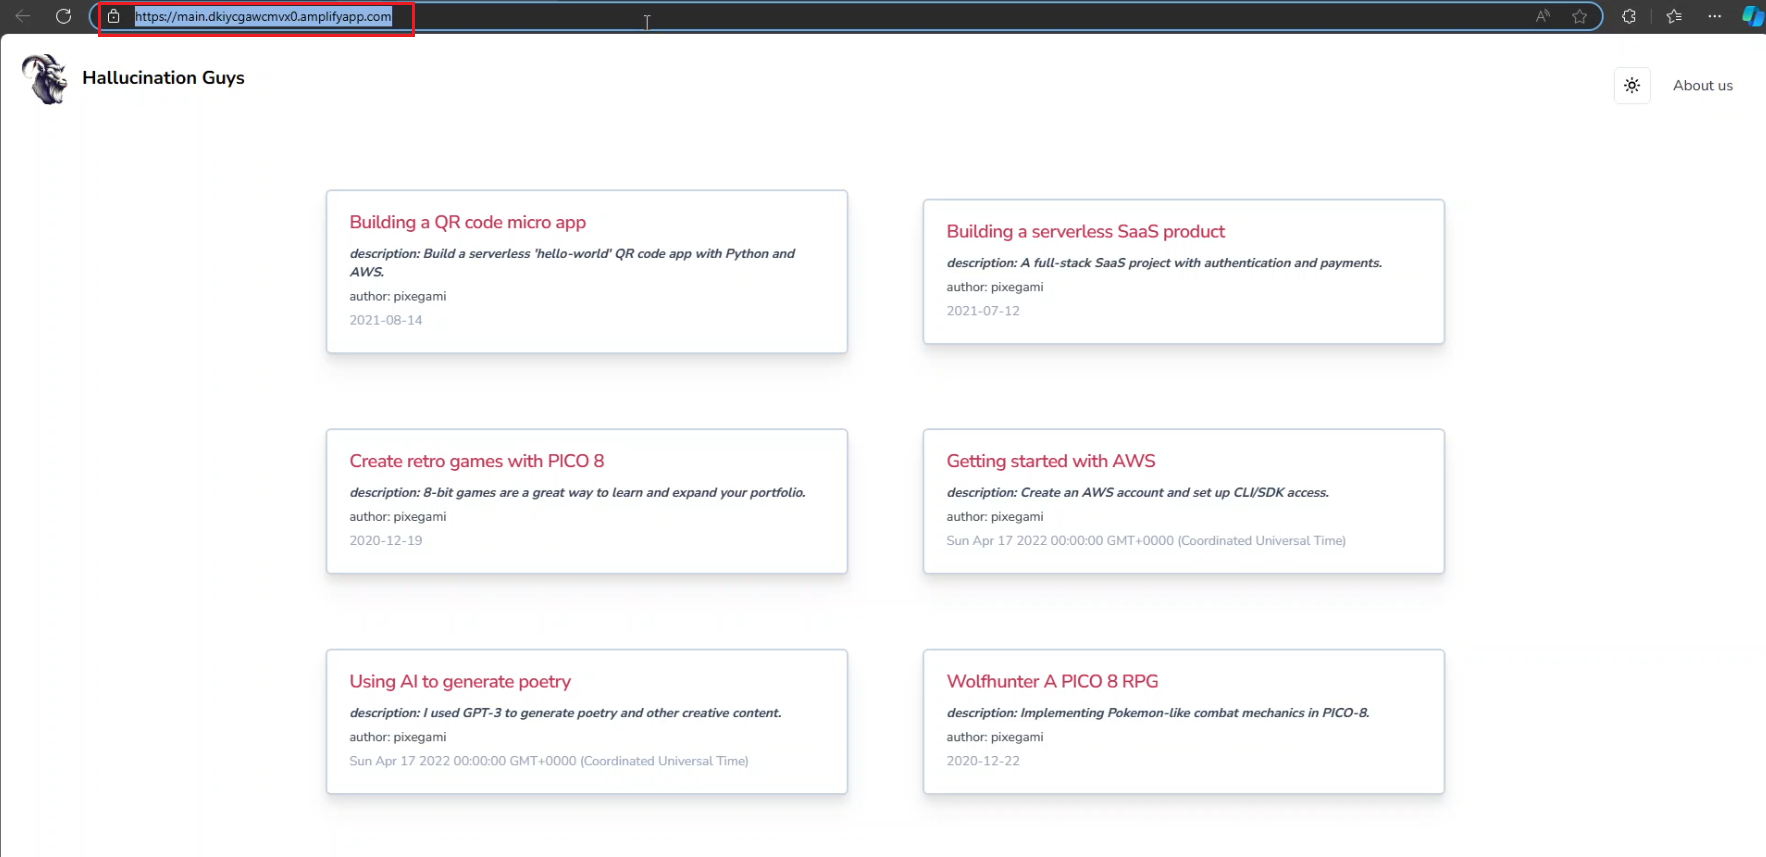 https://main.dkiycgawcmvx0.amplifyapp.com
Hallucination Guys
About us
Building a QR code micro app
description: Build a serverless 'hello-world' QR code app with Python and
AWS.
author: pixegami
2021-08-14
Building a serverless SaaS product
description: A full-stack SaaS project with authentication and payments.
author: pixegami
2021-07-12
Create retro games with PICO 8
description: 8-bit games are a great way to learn and expand your portfolio.
author: pixegami
2020-12-19
Getting started with AWS
description: Create an AWS account and set up CLI/SDK access.
author: pixegami
Sun Apr 17 2022 00:00:00 GMT+0000 (Coordinated Universal Time)
Using AI to generate poetry
description: I used GPT-3 to generate poetry and other creative content.
author: pixegami
Sun Apr 17 2022 00:00:00 GMT+0000 (Coordinated Universal Time)
Wolfhunter A PICO 8 RPG
description: Implementing Pokemon-like combat mechanics in PICO-8.
author: pixegami
2020-12-22